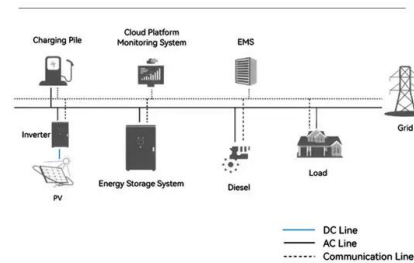 Charging Pile
Cloud Platform
Monitoring System
EMS
Grid
Inverter
PV
Energy Storage System
Diesel
Load
DC Line
AC Line
Communication Line